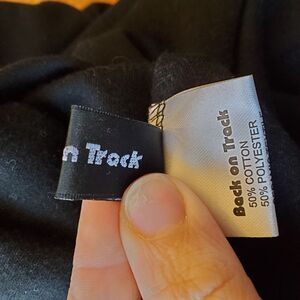 n Track
Back on Track
50% COTTON
50% POLYESTER